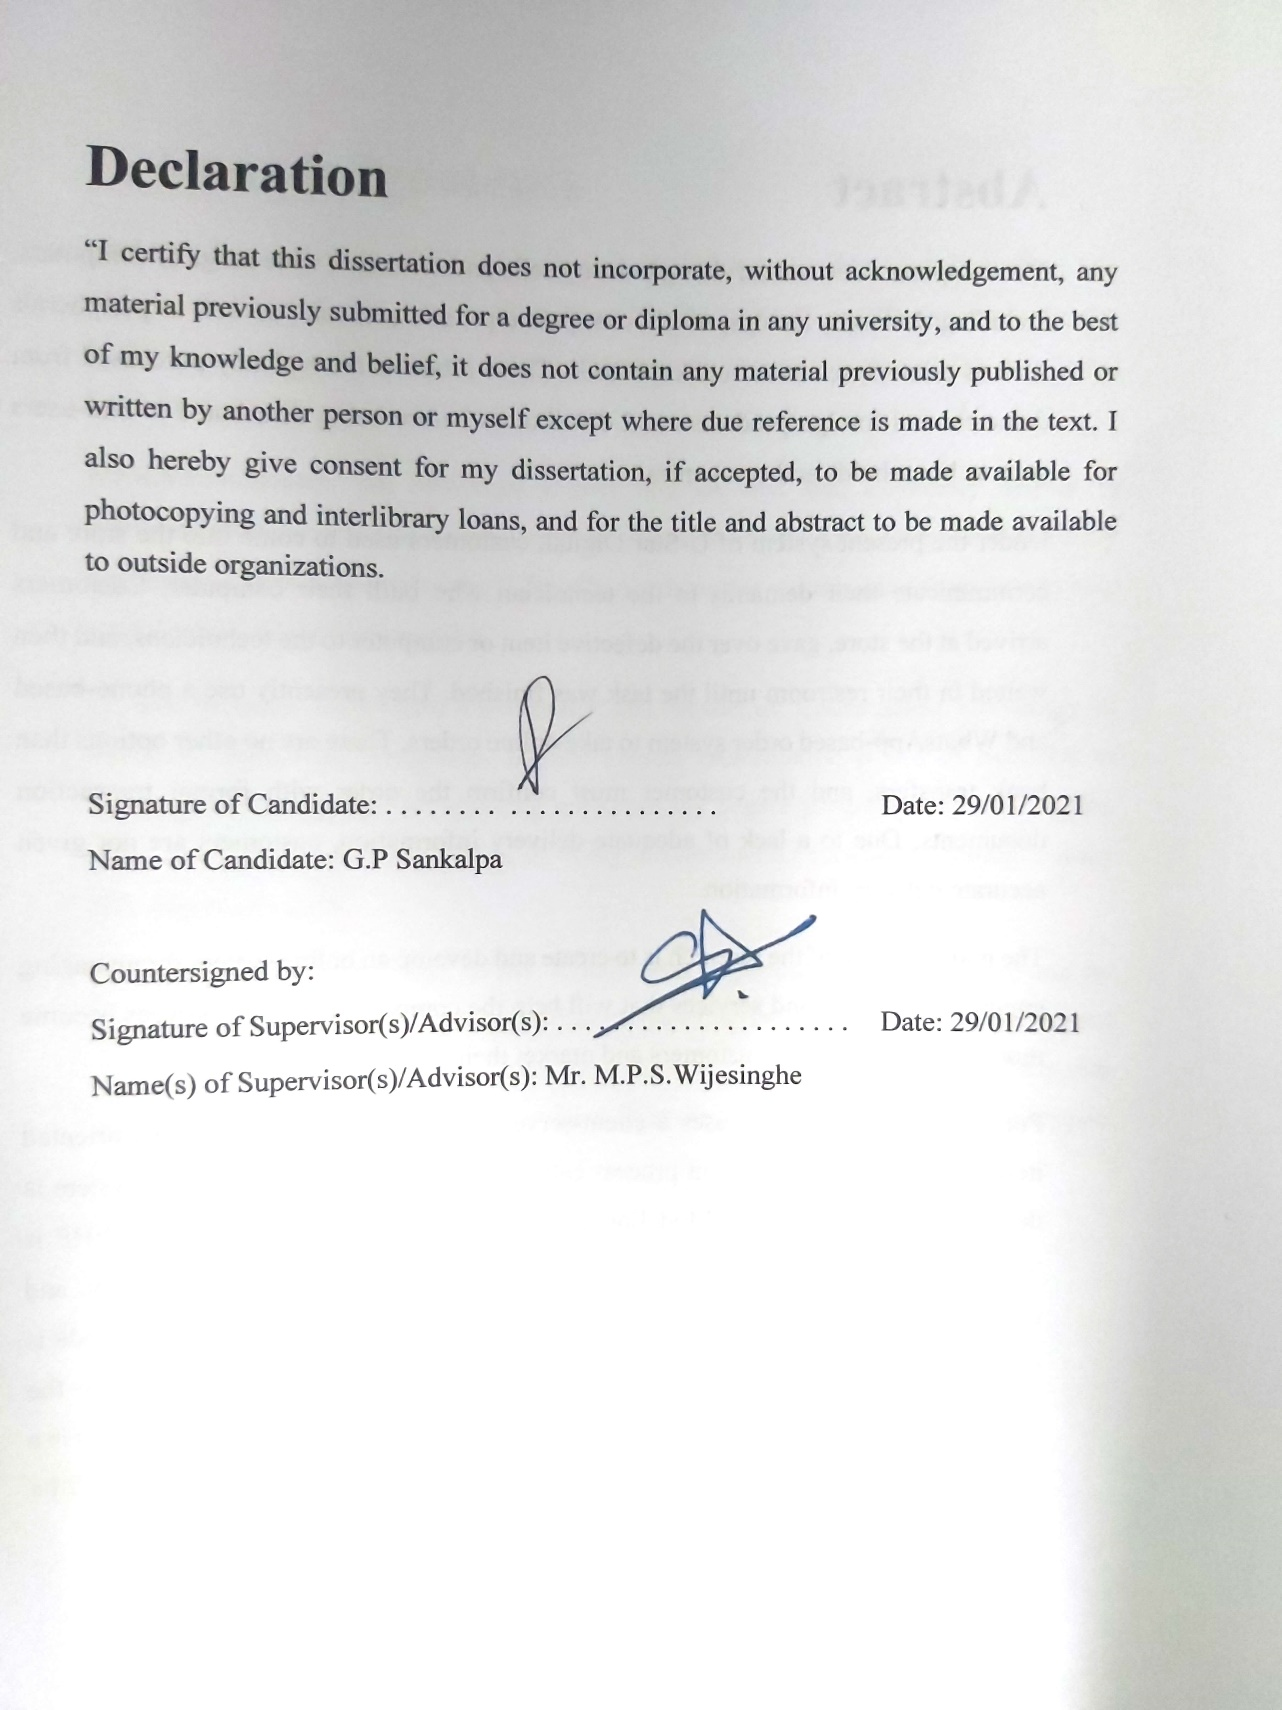 Declaration
“I certify that this dissertation does not incorporate, without acknowledgement, any
material previously submitted for a degree or diploma in any university, and to the best
of my knowledge and belief, it does not contain any material previously published or
written by another person or myself except where due reference is made in the text. I
also hereby give consent for my dissertation, if accepted, to be made available for
photocopying and interlibrary loans, and for the title and abstract to be made available
to outside organizations.
Signature of Candidate: ........ ............... Date: 29/01/2021
Name of Candidate: G.P Sankalpa
Countersigned by:
Signature of Supervisor(s)/Advisor(s): ..................... Date: 29/01/2021
Name(s) of Supervisor(s)/Advisor(s): Mr. M.P.S.Wijesinghe